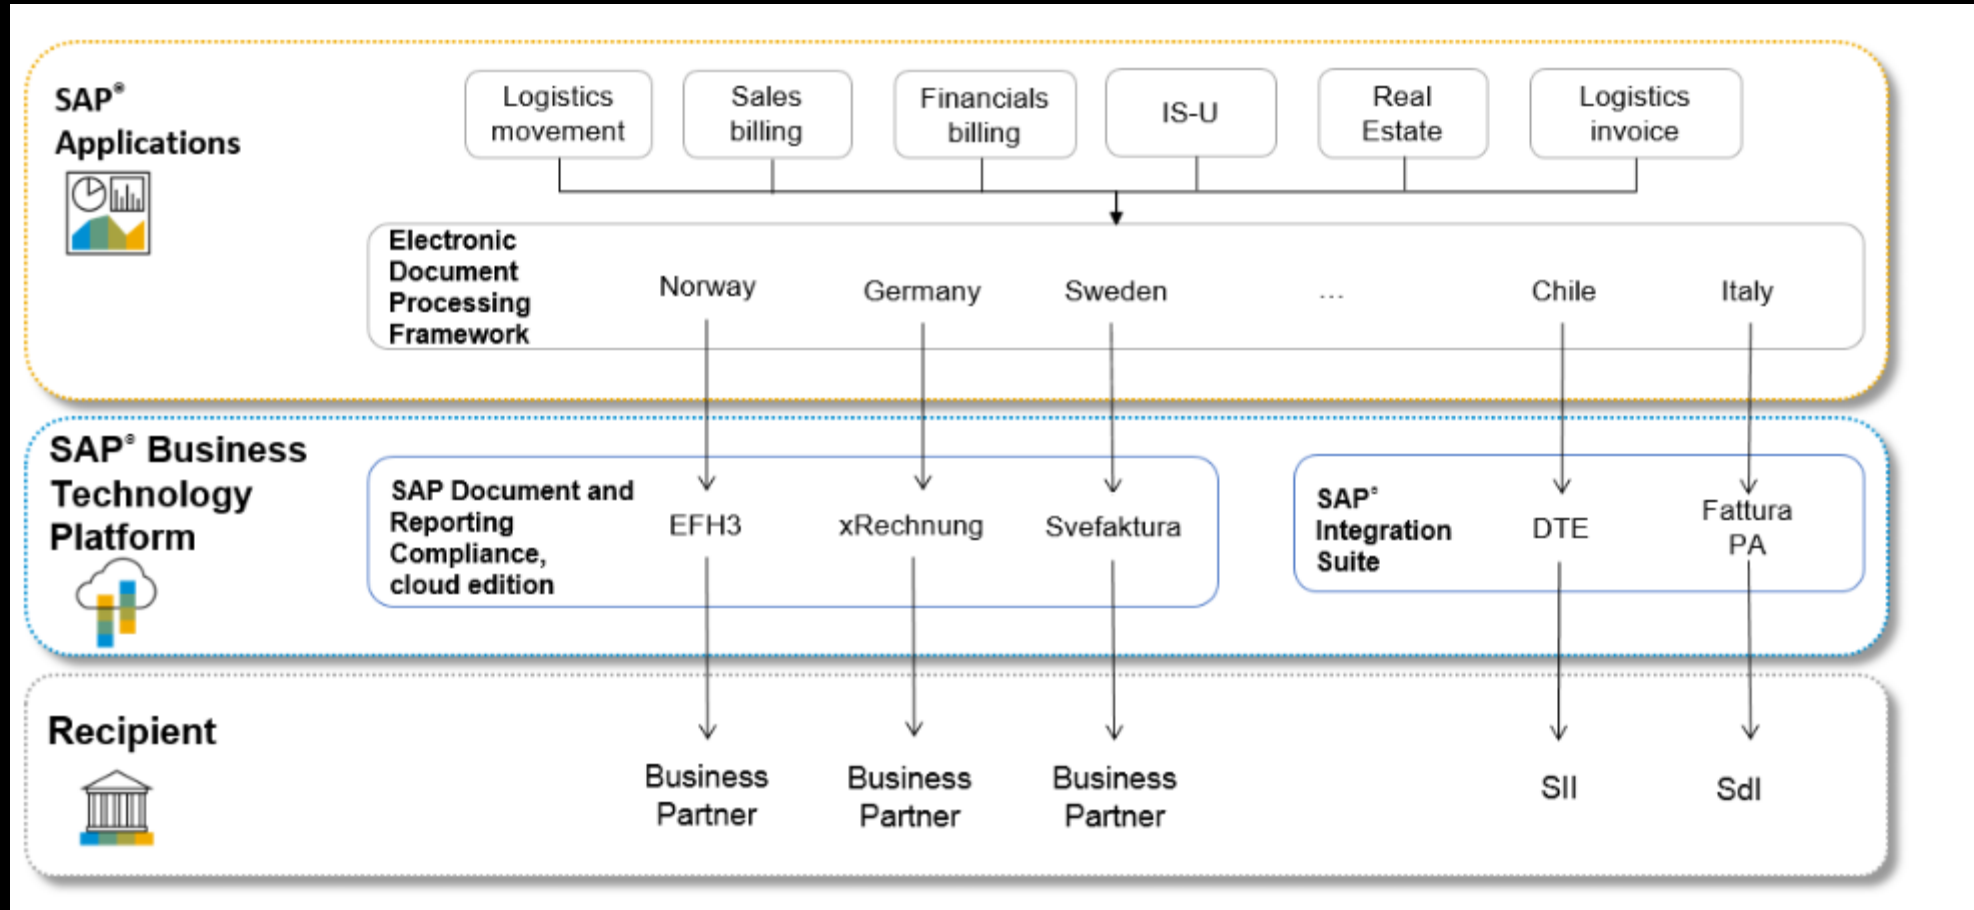 SAP®
Applications
Logistics
movement
Sales
billing
Financials
billing
IS-U
Real
Estate
Logistics
invoice
Electronic
Document
Processing
Framework
Norway
Germany
Sweden
...
Chile
Italy
SAP® Business
Technology
Platform
SAP Document and
Reporting
Compliance,
cloud edition
EFH3
xRechnung
Svefaktura
SAP®
Integration
Suite
DTE
Fattura
PA
Recipient
Business
Partner
Business
Partner
Business
Partner
SII
SdI